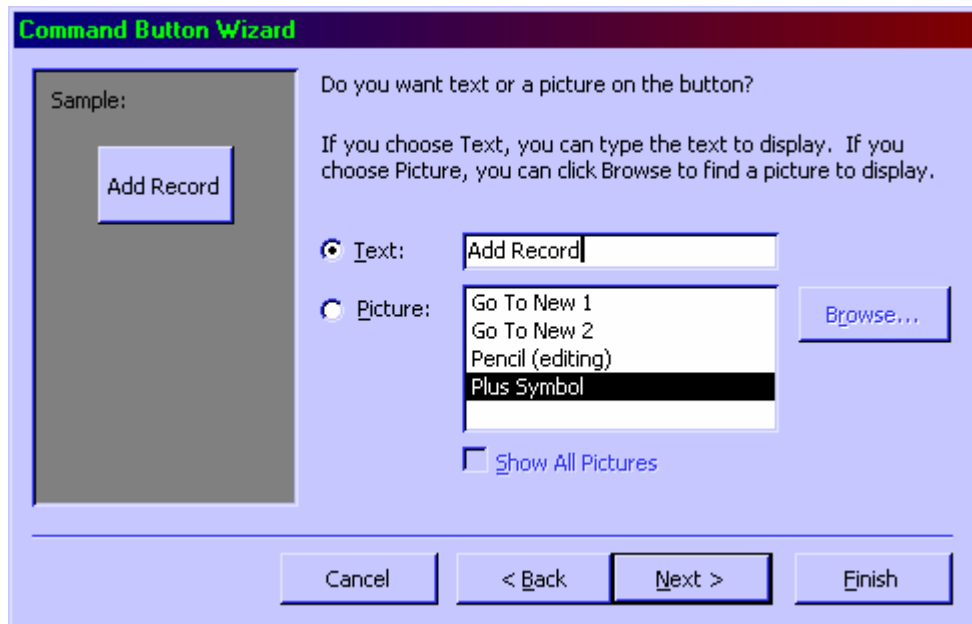 Command Button Wizard
Sample:
Add Record
Do you want text or a picture on the button?
If you choose Text, you can type the text to display. If you
choose Picture, you can click Browse to find a picture to display.
Text: Add Record
Picture:
Go To New 1
Go To New 2
Pencil (editing)
Plus Symbol
Browse...
Show All Pictures
Cancel < Back Next > Finish